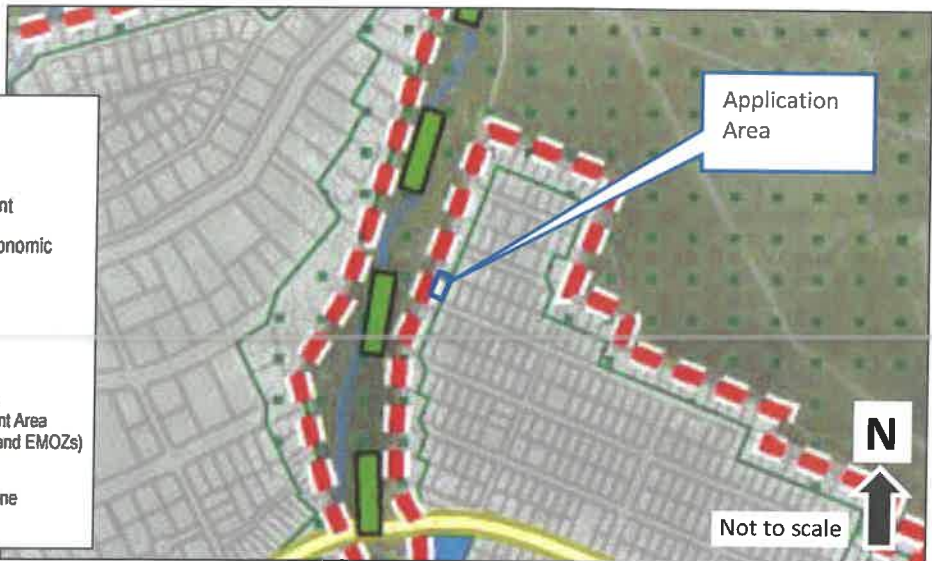 nt
onomic
nt Area
and EMOZs)
ne
Application
Area
N
Not to scale